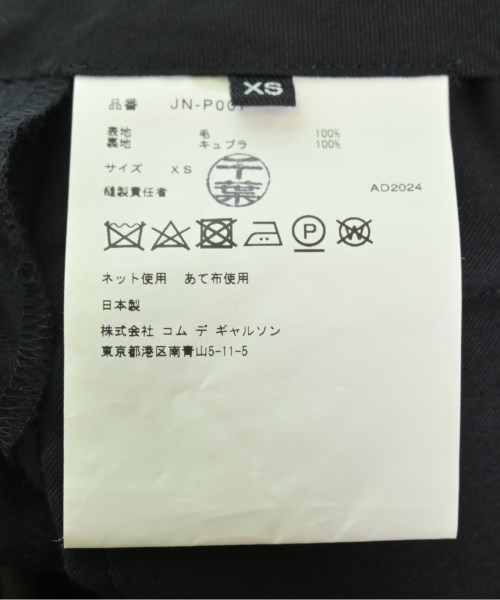 XS
品番 JN-P001
表地 毛 100%
裏地 キュプラ 100%
サイズ XS
千葉
縫製責任者
AD2024
P
W
ネット使用 あて布使用
日本製
株式会社 コム デ ギャルソン
東京都港区南青山5-11-5